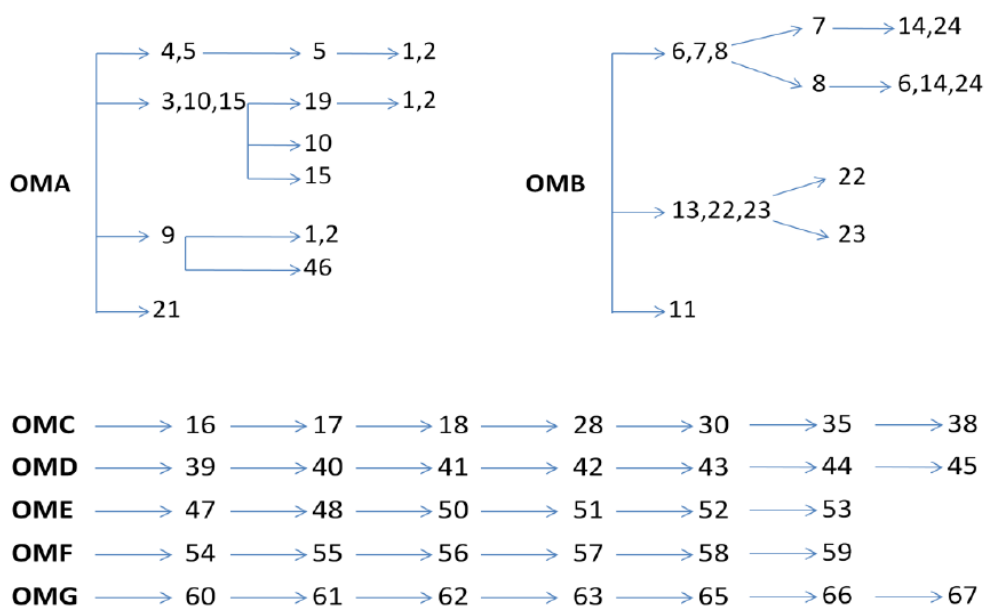 4,5 5 1,2
3,10,15 19 1,2
10
15
OMA
9 1,2
46
21
7 14,24
6,7,8
8 6,14,24
OMB
22
13,22,23
23
11
OMC 16 17 18 28 30 35 38
OMD 39 40 41 42 43 44 45
OME 47 48 50 51 52 53
OMF 54 55 56 57 58 59
OMG 60 61 62 63 65 66 67